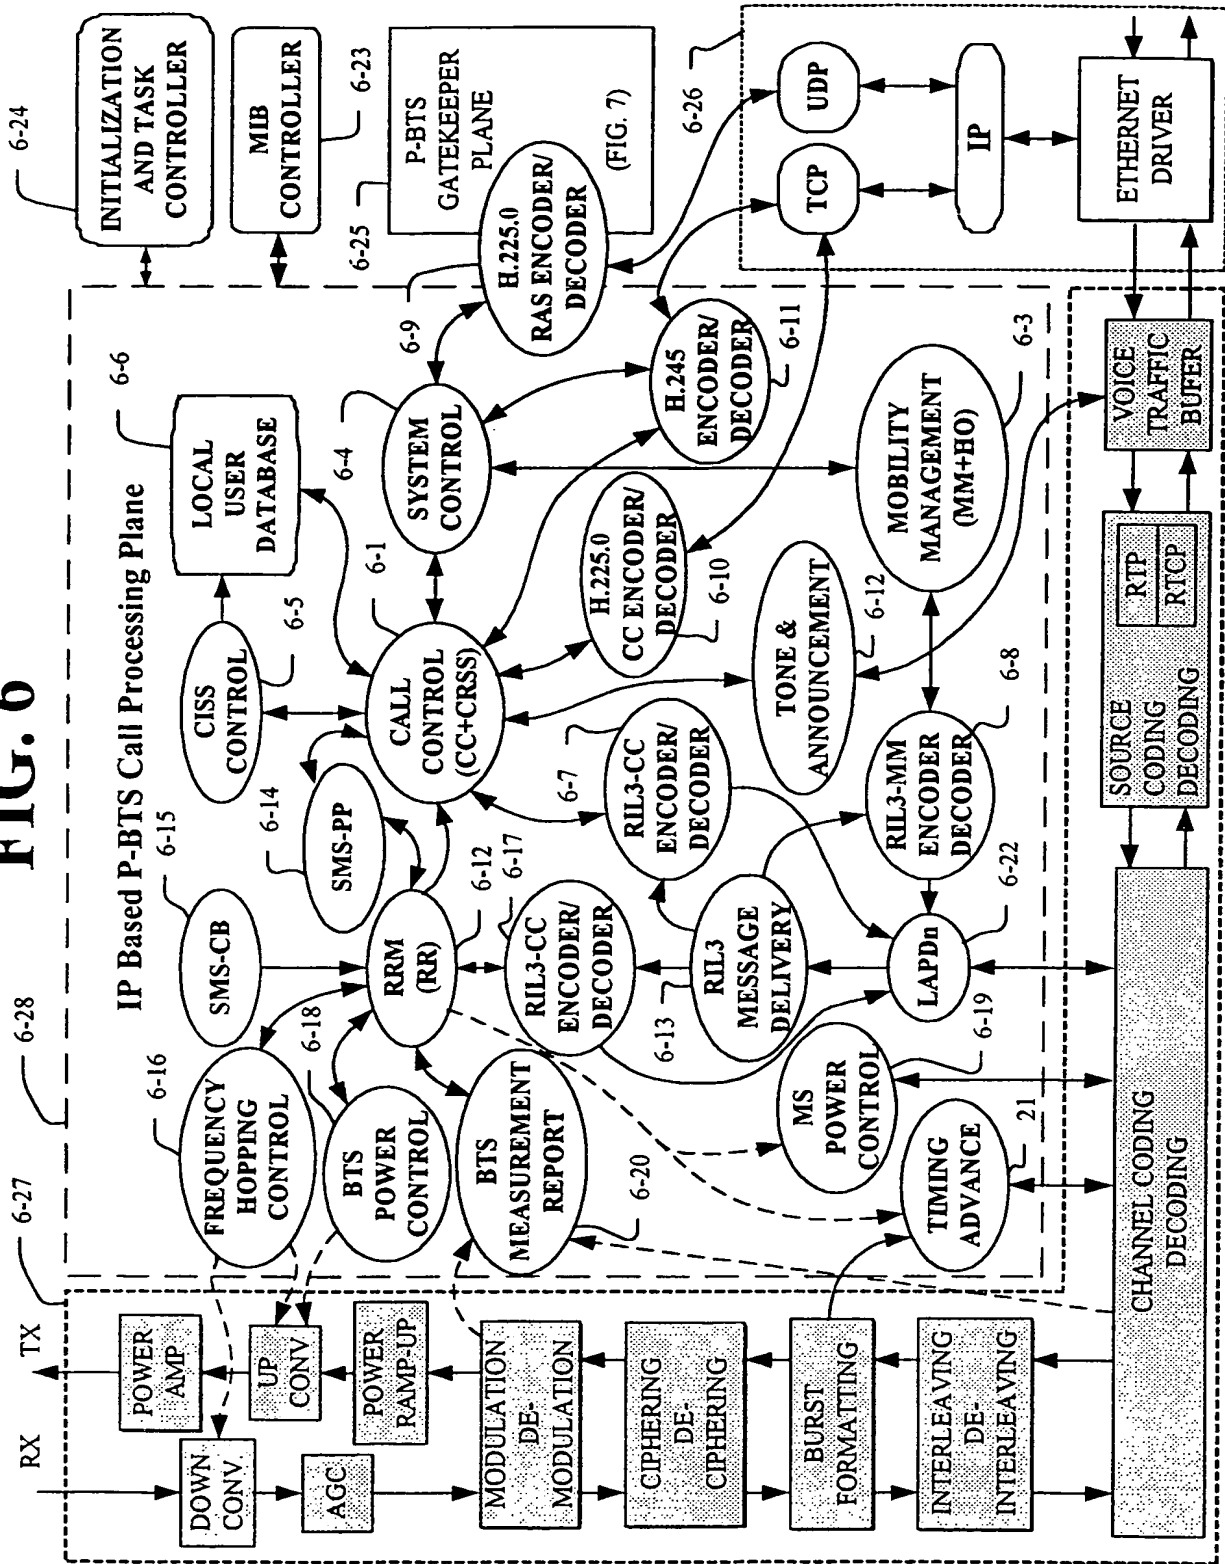 FIG. 6
IP Based P-BTS Call Processing Plane
6-27
6-28
6-24
INITIALIZATION
AND TASK
CONTROLLER
MIB
CONTROLLER
6-23
6-25
P-BTS
GATEKEEPER
PLANE
(FIG. 7)
6-26
RX
TX
POWER
AMP
DOWN
CONV.
UP
CONV.
AGC
POWER
RAMP-UP
MODULATION
DE-
MODULATION
CIPHERING
DE-
CIPHERING
BURST
FORMATTING
INTERLEAVING
DE-
INTERLEAVING
CHANNEL CODING
DECODING
6-16
FREQUENCY
HOPPING
CONTROL
6-18
BTS
POWER
CONTROL
BTS
MEASUREMENT
REPORT
6-20
6-15
SMS-CB
6-14
SMS-PP
RRM
(RR)
6-12
6-17
RIL3-CC
ENCODER/
DECODER
6-13
RIL3
MESSAGE
DELIVERY
MS
POWER
CONTROL
6-19
TIMING
ADVANCE
21
LAPDn
6-22
6-5
CISS
CONTROL
6-6
LOCAL
USER
DATABASE
6-1
CALL
CONTROL
(CC+CRSS)
6-4
SYSTEM
CONTROL
6-9
H.225.0
RAS ENCODER/
DECODER
6-7
RIL3-CC
ENCODER/
DECODER
H.225.0
CC ENCODER/
DECODER
6-10
H.245
ENCODER/
DECODER
6-11
TONE &
ANNOUNCEMENT
6-12
RIL3-MM
ENCODER
DECODER
6-8
MOBILITY
MANAGEMENT
(MM+HO)
6-3
TCP
UDP
IP
ETHERNET
DRIVER
VOICE
TRAFFIC
BUFER
SOURCE
CODING
DECODING
RTP
RTCP